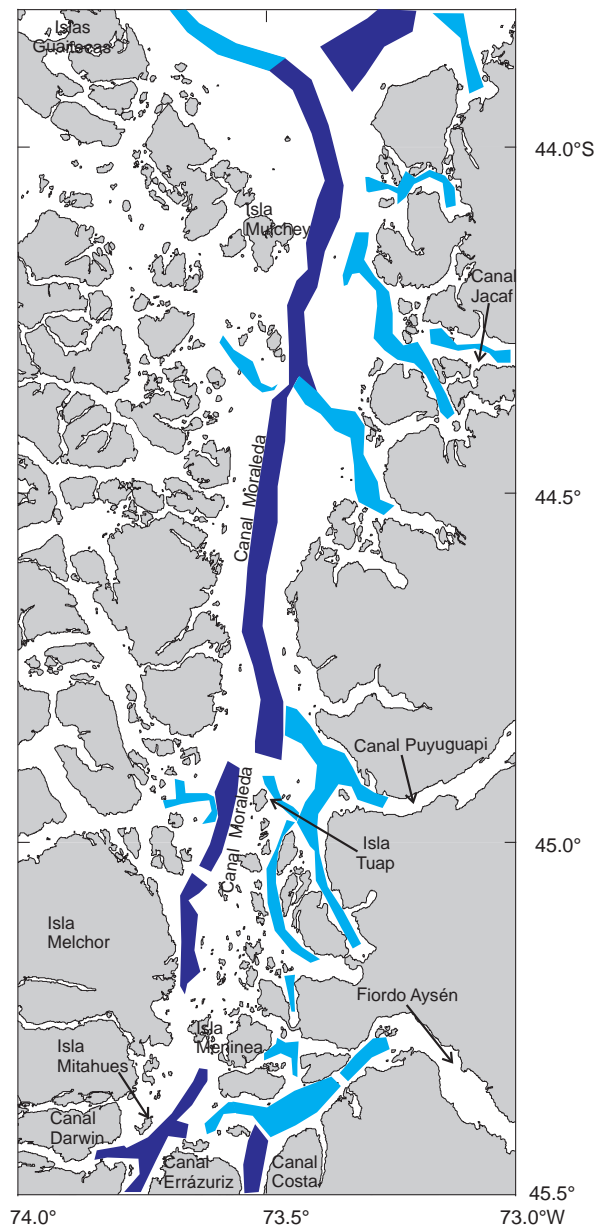 Islas
Guaitecas
44.0°S
Isla
Mulchey
Canal
Jacaf
Canal Moraleda
44.5°
Canal Puyuguapi
Canal Moraleda
45.0°
Isla
Tuap
Isla
Melchor
Fiordo Aysén
Isla
Meninea
Isla
Mitahues
Canal
Darwin
Canal
Errázuriz
Canal
Costa
45.5°
74.0°
73.5°
73.0°W